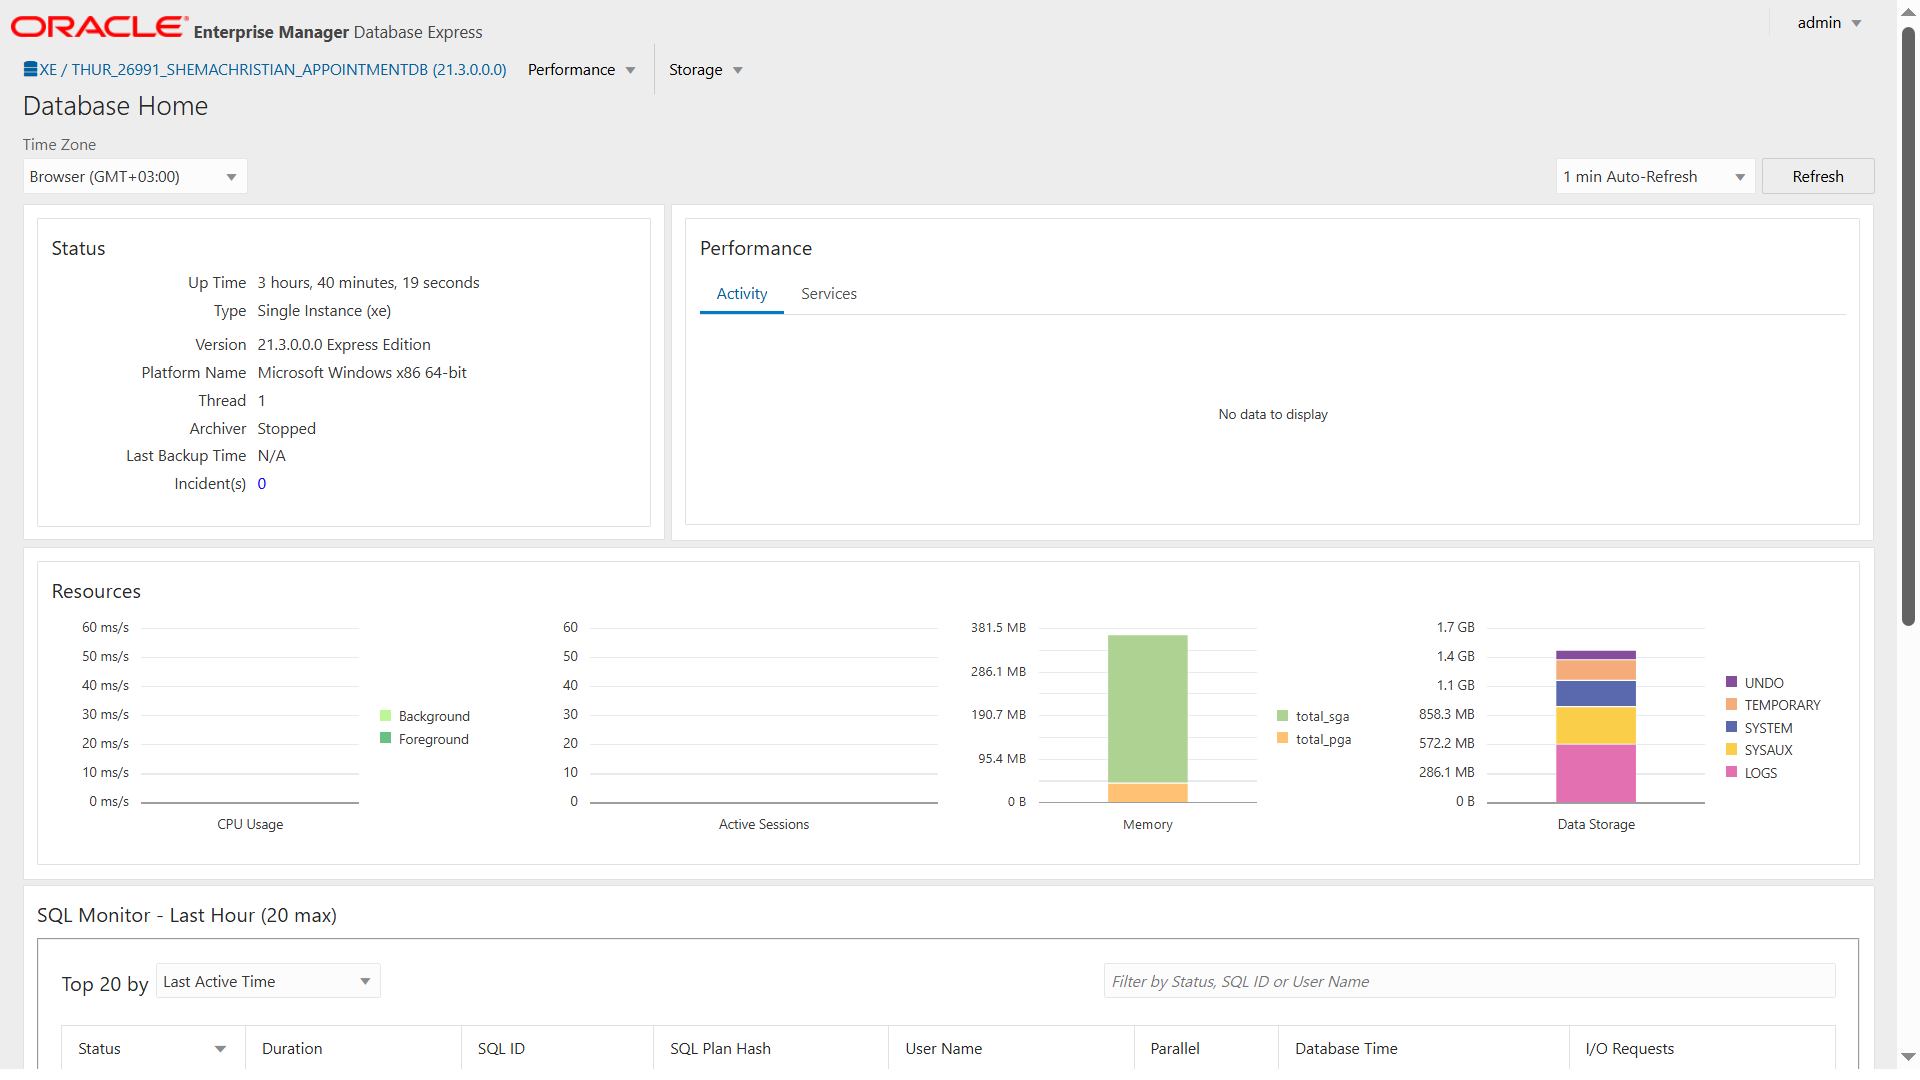 ORACLE Enterprise Manager Database Express
admin
XE / THUR_26991_SHEMACHRISTIAN_APPOINTMENTDB (21.3.0.0.0) Performance Storage
Database Home
Time Zone
Browser (GMT+03:00)
1 min Auto-Refresh Refresh
Status
Up Time 3 hours, 40 minutes, 19 seconds
Type Single Instance (xe)
Version 21.3.0.0.0 Express Edition
Platform Name Microsoft Windows x86 64-bit
Thread 1
Archiver Stopped
Last Backup Time N/A
Incident(s) 0
Performance
Activity Services
No data to display
Resources
60 ms/s
50 ms/s
40 ms/s
30 ms/s
20 ms/s
10 ms/s
0 ms/s
CPU Usage
Background
Foreground
60
50
40
30
20
10
0
Active Sessions
381.5 MB
286.1 MB
190.7 MB
95.4 MB
0 B
Memory
total_sga
total_pga
1.7 GB
1.4 GB
1.1 GB
858.3 MB
572.2 MB
286.1 MB
0 B
Data Storage
UNDO
TEMPORARY
SYSTEM
SYSAUX
LOGS
SQL Monitor - Last Hour (20 max)
Top 20 by Last Active Time
Filter by Status, SQL ID or User Name
Status Duration SQL ID SQL Plan Hash User Name Parallel Database Time I/O Requests